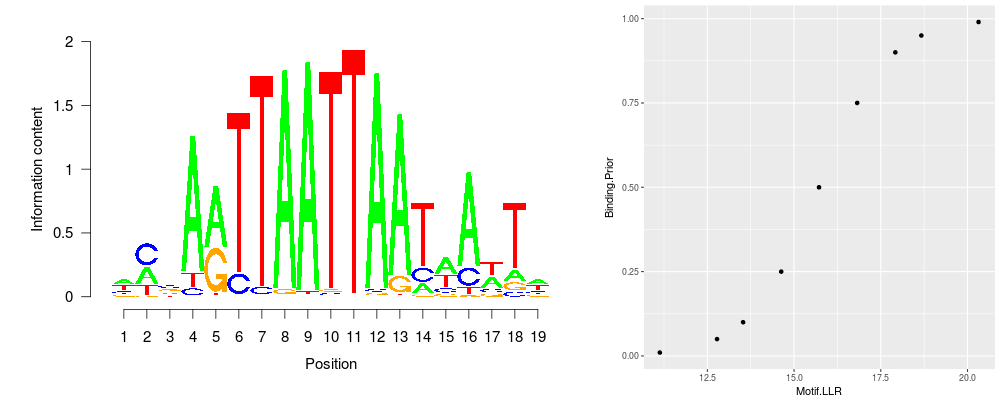 2
1.5
1
0.5
0
Information content
1 2 3 4 5 6 7 8 9 10 11 12 13 14 15 16 17 18 19
Position
C
A
A
T
C
A
G
T
C
T
A
A
T
T
A
A
G
T
C
A
A
T
A
C
T
T
A
T
A
G
1.00
0.75
0.50
0.25
0.00
Binding.Prior
12.5 15.0 17.5 20.0
Motif.LLR